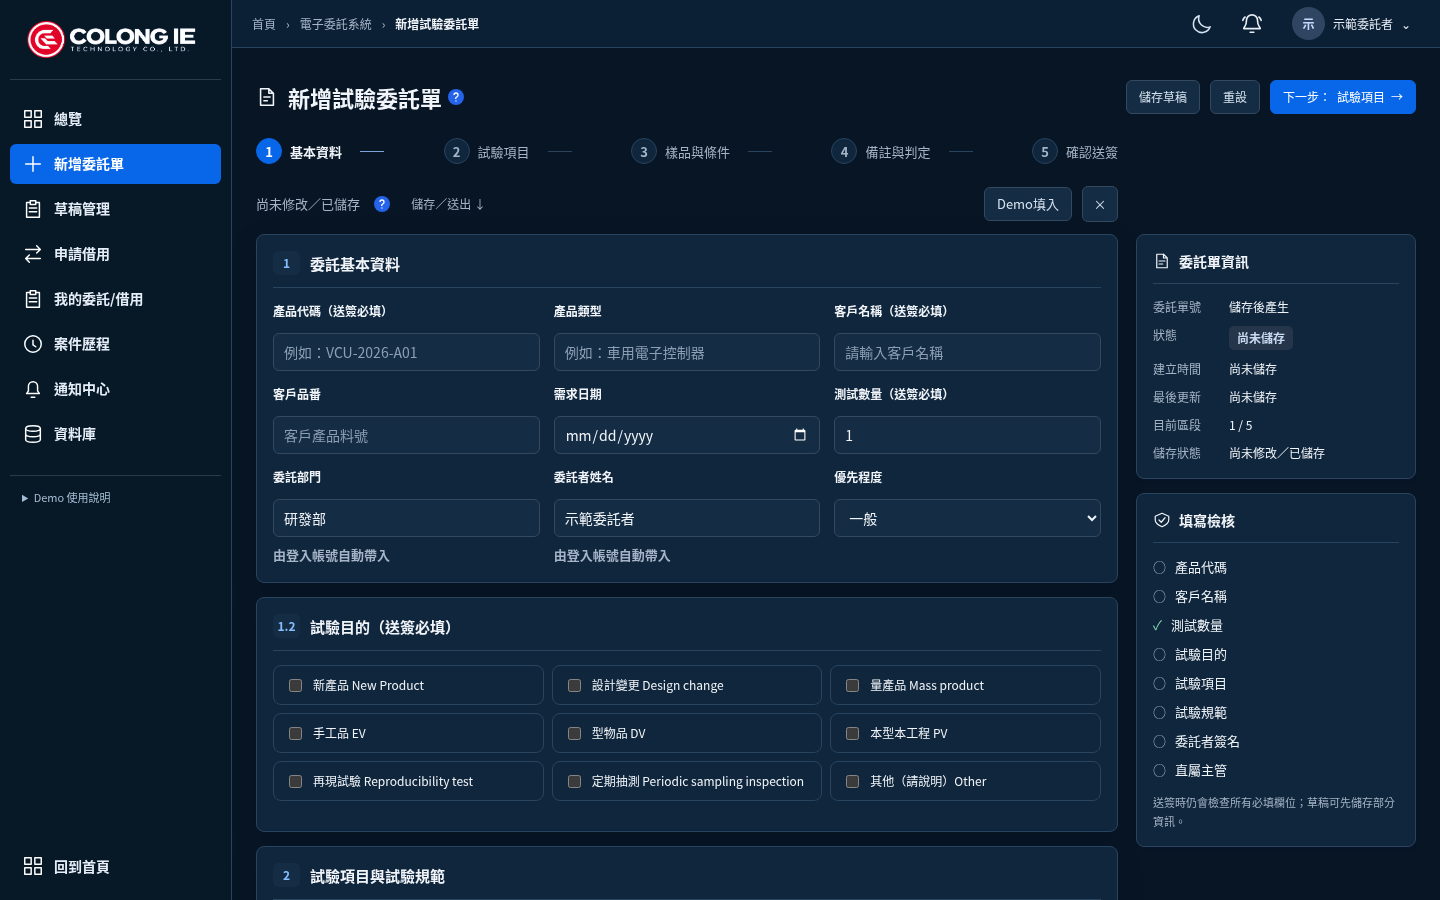 COLONG IE
TECHNOLOGY CO., LTD.
總覽
新增委託單
草稿管理
申請借用
我的委託/借用
案件歷程
通知中心
資料庫
▶ Demo 使用說明
回到首頁
首頁 › 電子委託系統 › 新增試驗委託單
示 示範委託者 ⌄
新增試驗委託單 ?
儲存草稿 重設 下一步： 試驗項目 →
1 基本資料 2 試驗項目 3 樣品與條件 4 備註與判定 5 確認送簽
尚未修改／已儲存 ? 儲存／送出 ↓
Demo填入 ×
1 委託基本資料
產品代碼（送簽必填） 產品類型 客戶名稱（送簽必填）
例如：VCU-2026-A01 例如：車用電子控制器 請輸入客戶名稱
客戶品番 需求日期 測試數量（送簽必填）
客戶產品料號 mm/dd/yyyy 1
委託部門 委託者姓名 優先程度
研發部 示範委託者 一般
由登入帳號自動帶入 由登入帳號自動帶入
1.2 試驗目的（送簽必填）
新產品 New Product 設計變更 Design change 量產品 Mass product
手工品 EV 型物品 DV 本型本工程 PV
再現試驗 Reproducibility test 定期抽測 Periodic sampling inspection 其他（請說明）Other
2 試驗項目與試驗規範
委託單資訊
委託單號 儲存後產生
狀態 尚未儲存
建立時間 尚未儲存
最後更新 尚未儲存
目前區段 1 / 5
儲存狀態 尚未修改／已儲存
填寫檢核
○ 產品代碼
○ 客戶名稱
✓ 測試數量
○ 試驗目的
○ 試驗項目
○ 試驗規範
○ 委託者簽名
○ 直屬主管
送簽時仍會檢查所有必填欄位；草稿可先儲存部分
資訊。